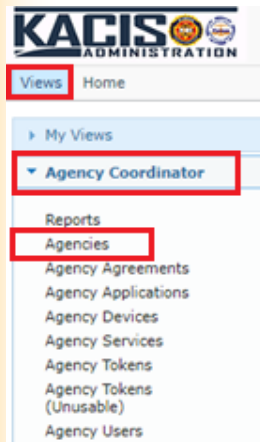 KACIS
ADMINISTRATION
Views Home
My Views
Agency Coordinator
Reports
Agencies
Agency Agreements
Agency Applications
Agency Devices
Agency Services
Agency Tokens
Agency Tokens
(Unusable)
Agency Users